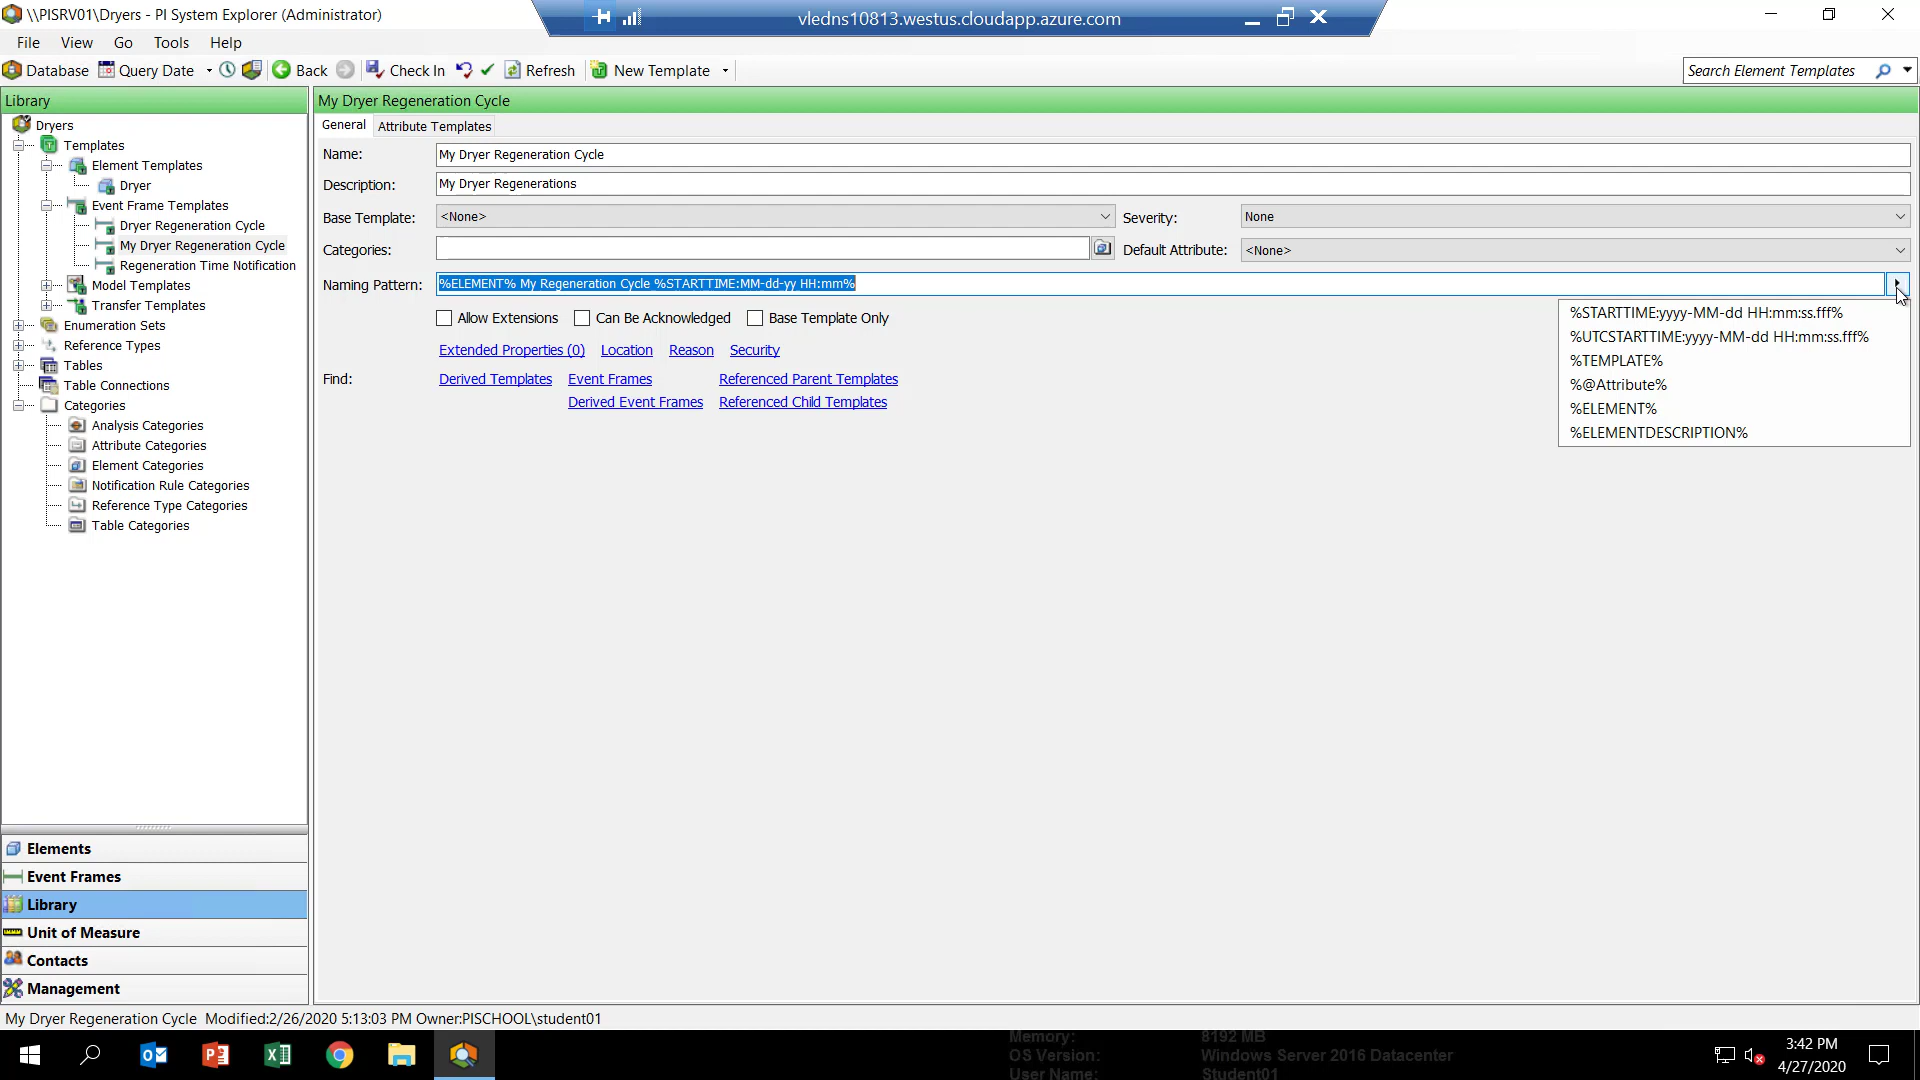 \\PISRV01\Dryers - PI System Explorer (Administrator)
vledns10813.westus.cloudapp.azure.com
File View Go Tools Help
Database Query Date Back Check In Refresh New Template
Search Element Templates
Library
My Dryer Regeneration Cycle
General Attribute Templates
Dryers
Templates
Element Templates
Dryer
Event Frame Templates
Dryer Regeneration Cycle
My Dryer Regeneration Cycle
Regeneration Time Notification
Model Templates
Transfer Templates
Enumeration Sets
Reference Types
Tables
Table Connections
Categories
Analysis Categories
Attribute Categories
Element Categories
Notification Rule Categories
Reference Type Categories
Table Categories
Name: My Dryer Regeneration Cycle
Description: My Dryer Regenerations
Base Template: <None> Severity: None
Categories: Default Attribute: <None>
Naming Pattern: %ELEMENT% My Regeneration Cycle %STARTTIME:MM-dd-yy HH:mm%
Allow Extensions Can Be Acknowledged Base Template Only
Extended Properties (0) Location Reason Security
Find: Derived Templates Event Frames Referenced Parent Templates
Derived Event Frames Referenced Child Templates
%STARTTIME:yyyy-MM-dd HH:mm:ss.fff%
%UTCSTARTTIME:yyyy-MM-dd HH:mm:ss.fff%
%TEMPLATE%
%@Attribute%
%ELEMENT%
%ELEMENTDESCRIPTION%
Elements
Event Frames
Library
Unit of Measure
Contacts
Management
My Dryer Regeneration Cycle Modified:2/26/2020 5:13:03 PM Owner:PISCHOOL\student01
Memory: 8192 MB
OS Version: Windows Server 2016 Datacenter
User Name: Student01
3:42 PM
4/27/2020